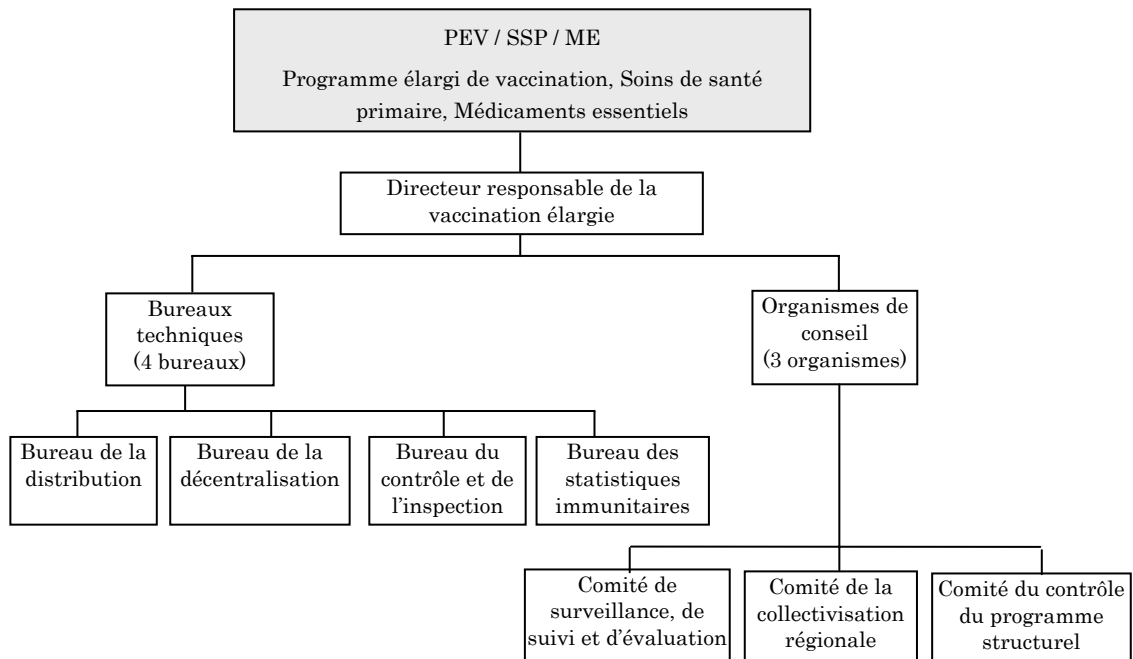 PEV / SSP / ME
Programme élargi de vaccination, Soins de santé
primaire, Médicaments essentiels
Directeur responsable de la
vaccination élargie
Bureaux
techniques
(4 bureaux)
Organismes de
conseil
(3 organismes)
Bureau de la
distribution
Bureau de la
décentralisation
Bureau du
contrôle et de
l'inspection
Bureau des
statistiques
immunitaires
Comité de
surveillance, de
suivi et d'évaluation
Comité de la
collectivisation
régionale
Comité du contrôle
du programme
structurel